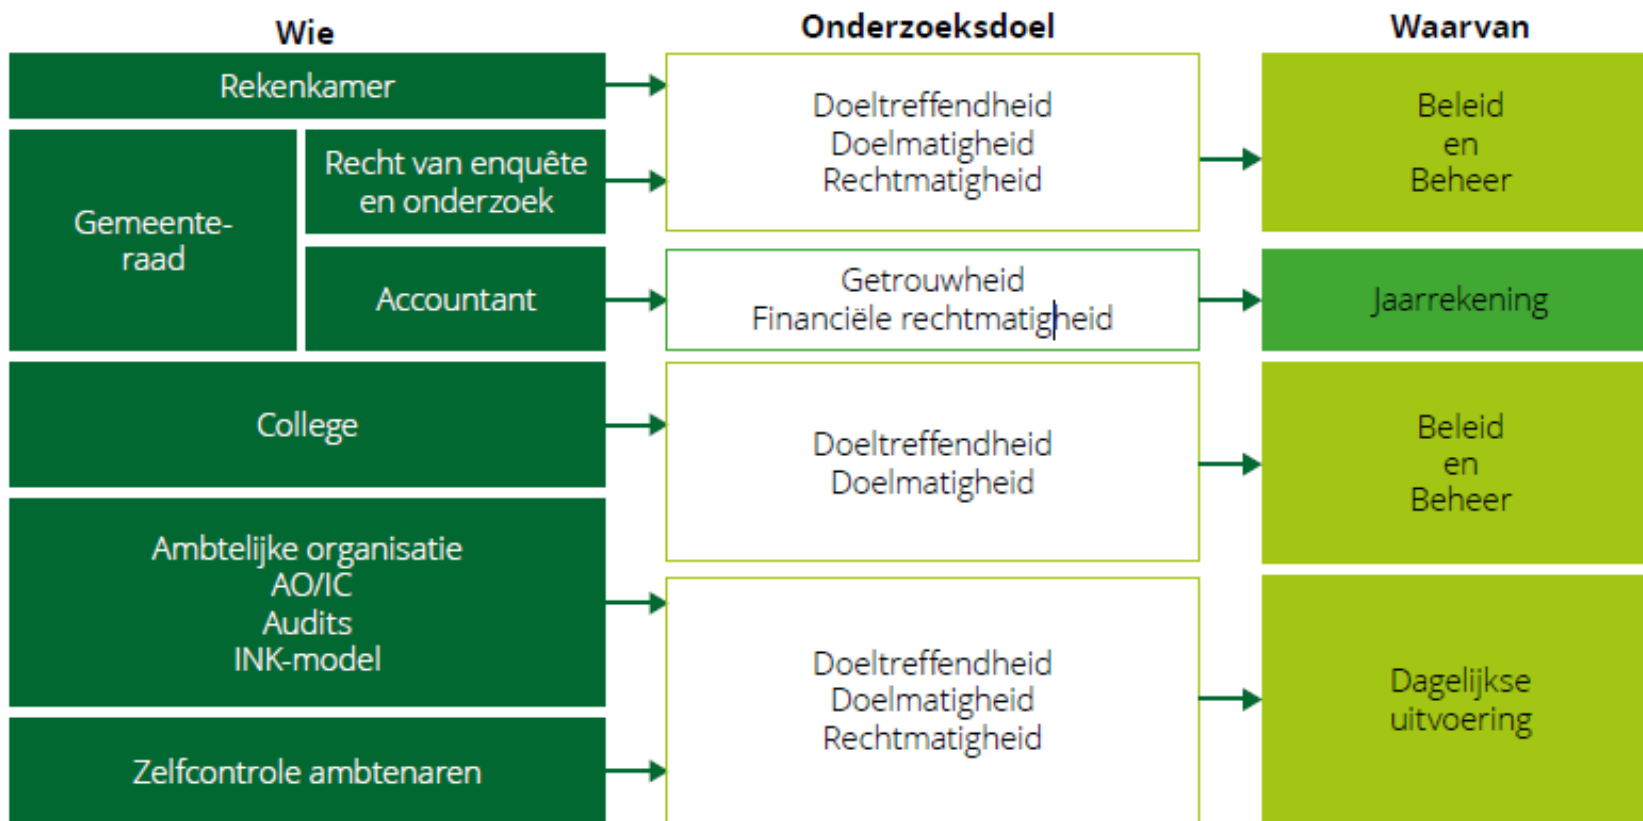 Wie
Onderzoeksdoel
Waarvan
Rekenkamer
Doeltreffendheid
Doelmatigheid
Rechtmatigheid
Beleid
en
Beheer
Gemeente-
raad
Recht van enquête
en onderzoek
Accountant
Getrouwheid
Financiële rechtmatigheid
Jaarrekening
College
Doeltreffendheid
Doelmatigheid
Beleid
en
Beheer
Ambtelijke organisatie
AO/IC
Audits
INK-model
Doeltreffendheid
Doelmatigheid
Rechtmatigheid
Dagelijkse
uitvoering
Zelfcontrole ambtenaren